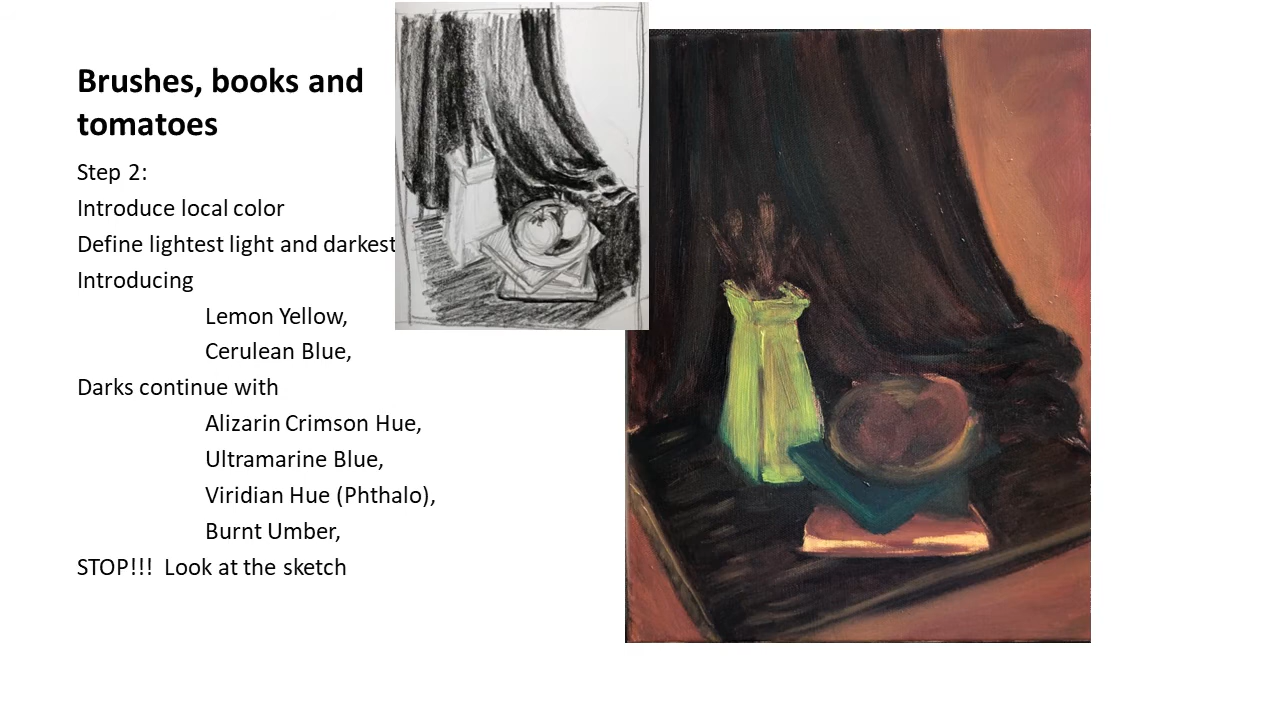 Brushes, books and
tomatoes
Step 2:
Introduce local color
Define lightest light and darkest
Introducing
Lemon Yellow,
Cerulean Blue,
Darks continue with
Alizarin Crimson Hue,
Ultramarine Blue,
Viridian Hue (Phthalo),
Burnt Umber,
STOP!!!  Look at the sketch